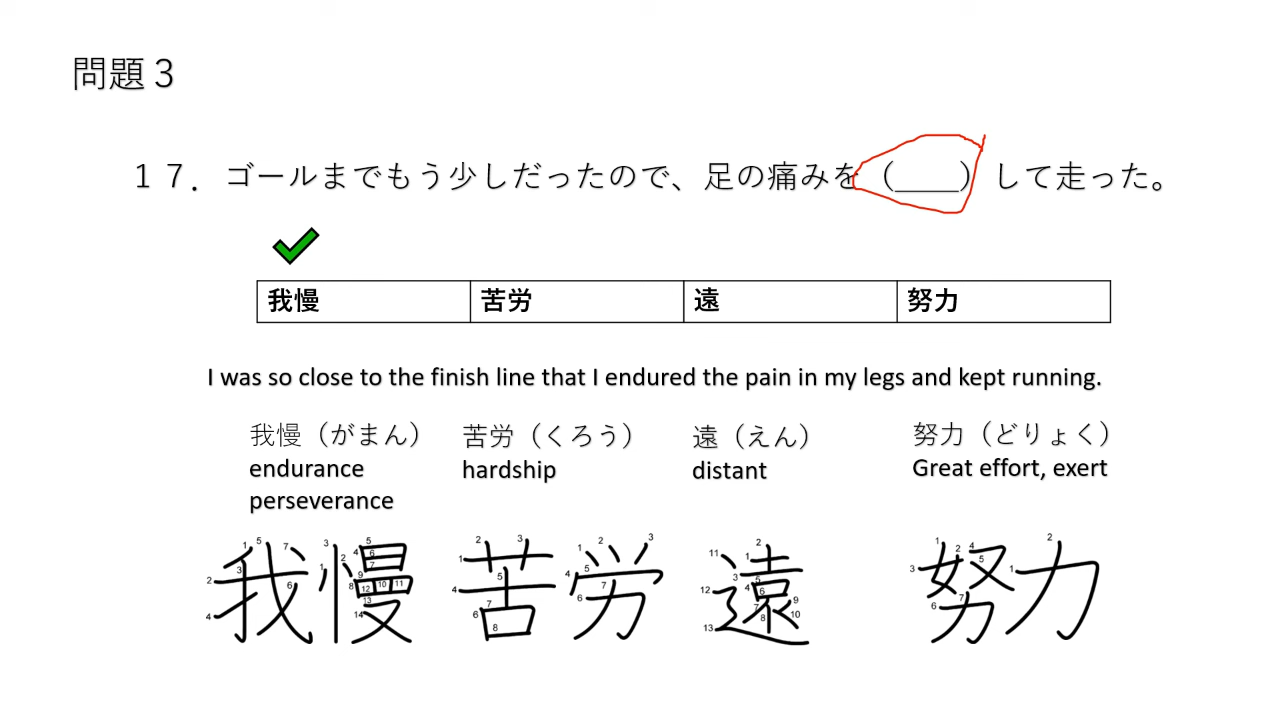 問題３
１７．ゴールまでもう少しだったので、足の痛みを（____）して走った。
我慢 苦労 遠 努力
I was so close to the finish line that I endured the pain in my legs and kept running.
我慢（がまん） 苦労（くろう） 遠（えん） 努力（どりょく）
endurance hardship distant Great effort, exert
perseverance
我慢 苦労 遠 努力